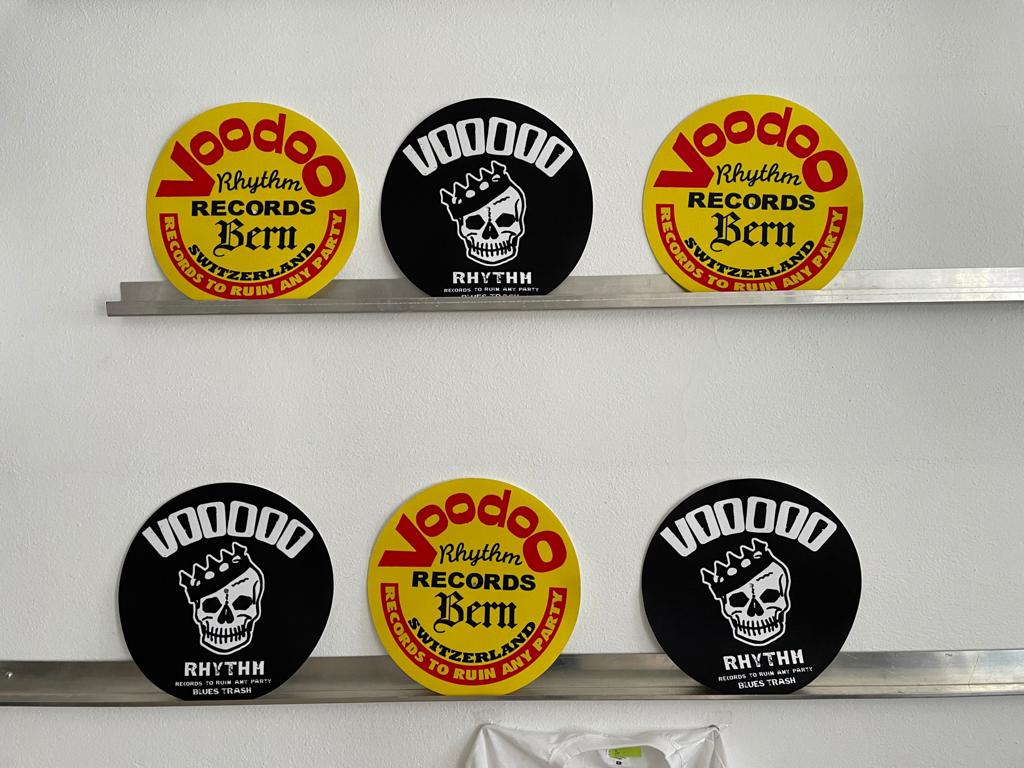 Voodoo
Rhythm
RECORDS
Bern
SWITZERLAND
RECORDS TO RUIN ANY PARTY
VOODOO
RHYTHM
RECORDS TO RUIN ANY PARTY
BLUES TRASH
Voodoo
Rhythm
RECORDS
Bern
SWITZERLAND
RECORDS TO RUIN ANY PARTY
VOODOO
RHYTHM
RECORDS TO RUIN ANY PARTY
BLUES TRASH
Voodoo
Rhythm
RECORDS
Bern
SWITZERLAND
RECORDS TO RUIN ANY PARTY
VOODOO
RHYTHM
RECORDS TO RUIN ANY PARTY
BLUES TRASH